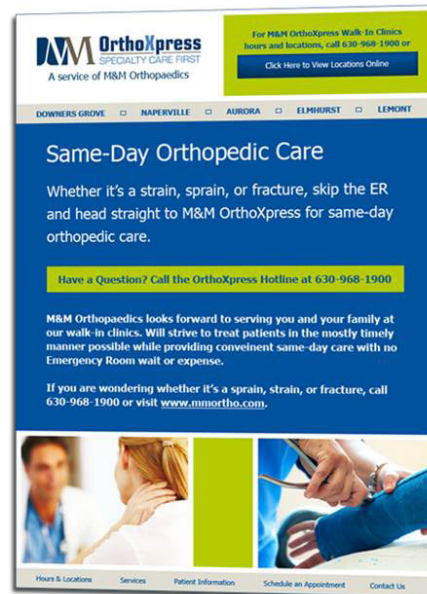 M&M OrthoXpress
SPECIALTY CARE FIRST
A service of M&M Orthopaedics
For M&M OrthoXpress Walk-In Clinics
hours and locations, call 630-968-1900 or
Click Here to View Locations Online
DOWNERS GROVE □ NAPERVILLE □ AURORA □ ELMHURST □ LEMONT
Same-Day Orthopedic Care
Whether it's a strain, sprain, or fracture, skip the ER
and head straight to M&M OrthoXpress for same-day
orthopedic care.
Have a Question? Call the OrthoXpress Hotline at 630-968-1900
M&M Orthopaedics looks forward to serving you and your family at
our walk-in clinics. Will strive to treat patients in the mostly timely
manner possible while providing conveinent same-day care with no
Emergency Room wait or expense.
If you are wondering whether it's a sprain, strain, or fracture, call
630-968-1900 or visit www.mmortho.com.
Hours & Locations Services Patient Information Schedule an Appointment Contact Us